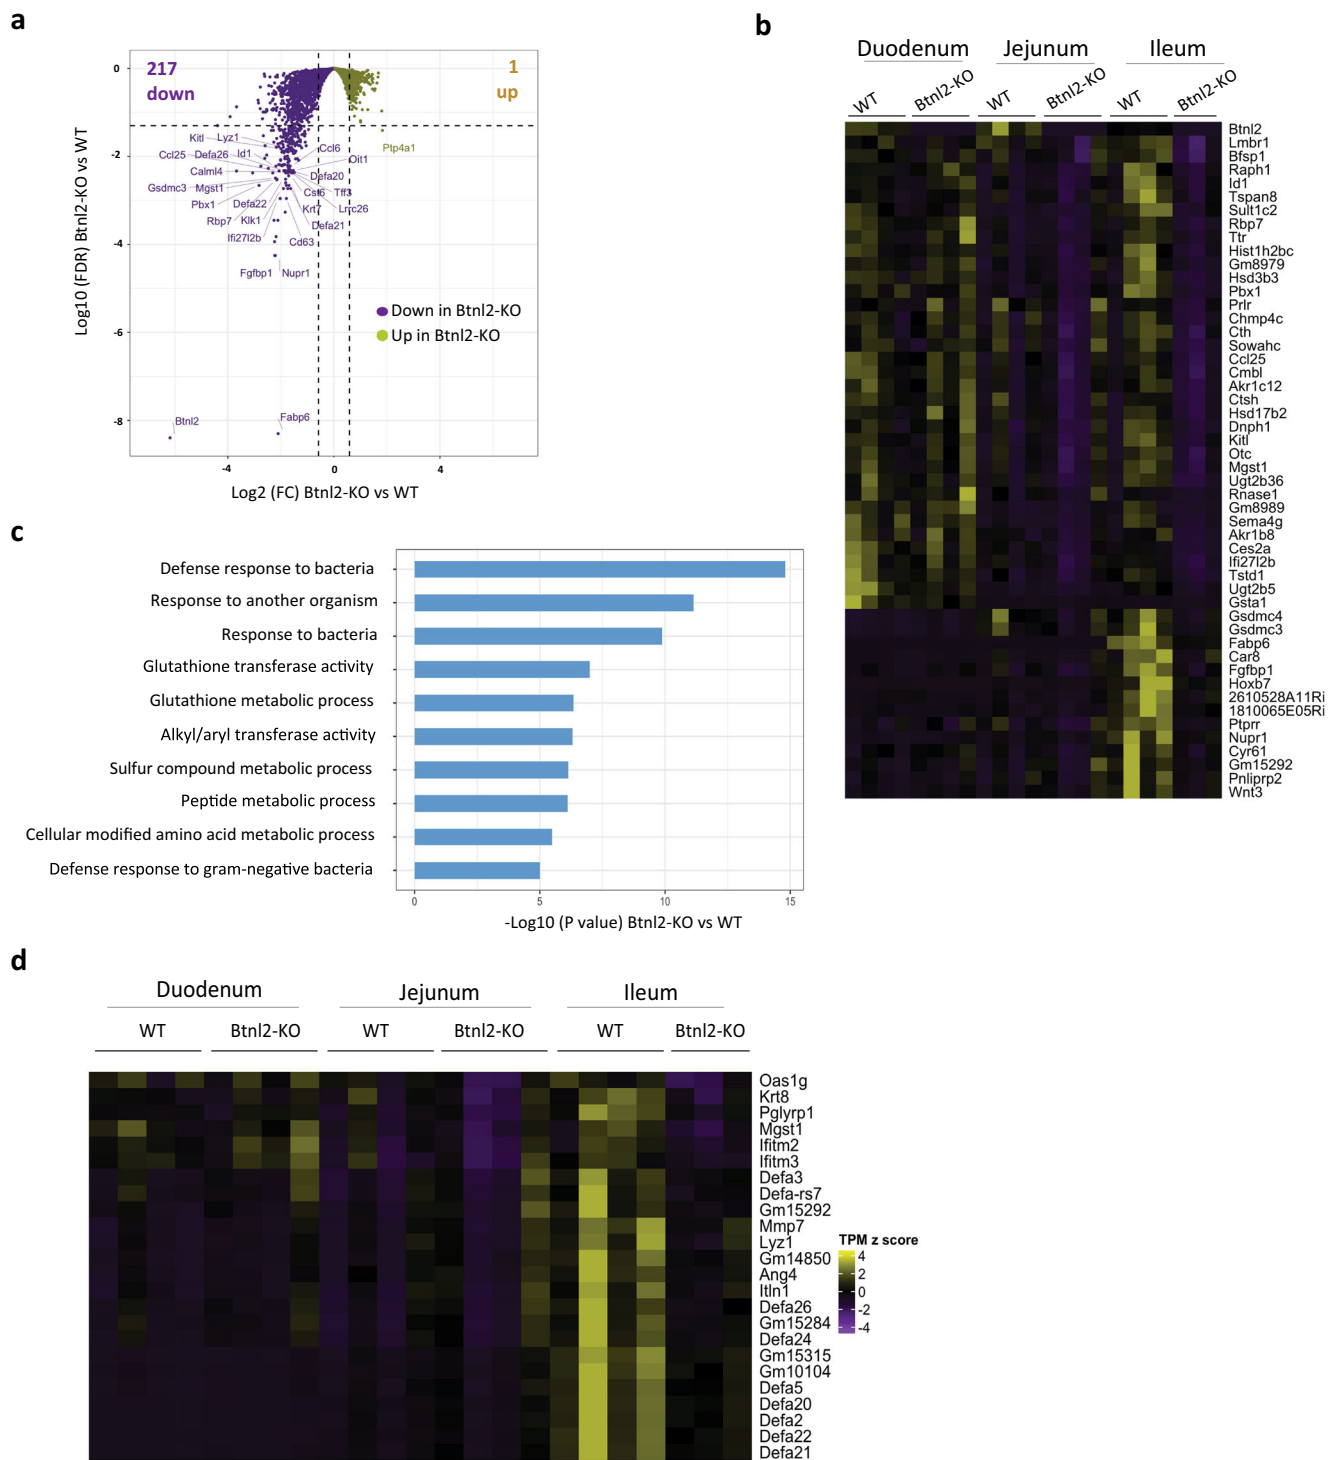 a
217
down
1
up
0
-2
-4
-6
-8
Kitl
Lyz1
Ccl6
Ptp4a1
Ccl25
Defa26
Id1
Oit1
Calml4
Defa20
Gsdmc3
Mgst1
Cst6
Tff3
Pbx1
Defa22
Krt7
Lrrc26
Rbp7
Klk1
Defa21
Ifi27l2b
Cd63
Fgfbp1
Nupr1
Down in Btnl2-KO
Up in Btnl2-KO
Btnl2
Fabp6
-4
0
4
Log10 (FDR) Btnl2-KO vs WT
Log2 (FC) Btnl2-KO vs WT
b
Duodenum
Jejunum
Ileum
WT
Btnl2-KO
WT
Btnl2-KO
WT
Btnl2-KO
Btnl2
Lmbr1
Bfsp1
Raph1
Id1
Tspan8
Sult1c2
Rbp7
Ttr
Hist1h2bc
Gm8979
Hsd3b3
Pbx1
Prlr
Chmp4c
Cth
Sowahc
Ccl25
Cmbl
Akr1c12
Ctsh
Hsd17b2
Dnph1
Kitl
Otc
Mgst1
Ugt2b36
Rnase1
Gm8989
Sema4g
Akr1b8
Ces2a
Ifi27l2b
Tstd1
Ugt2b5
Gsta1
Gsdmc4
Gsdmc3
Fabp6
Car8
Fgfbp1
Hoxb7
2610528A11Ri
1810065E05Ri
Ptprr
Nupr1
Cyr61
Gm15292
Pnliprp2
Wnt3
c
Defense response to bacteria
Response to another organism
Response to bacteria
Glutathione transferase activity
Glutathione metabolic process
Alkyl/aryl transferase activity
Sulfur compound metabolic process
Peptide metabolic process
Cellular modified amino acid metabolic process
Defense response to gram-negative bacteria
0
5
10
15
-Log10 (P value) Btnl2-KO vs WT
d
Duodenum
Jejunum
Ileum
WT
Btnl2-KO
WT
Btnl2-KO
WT
Btnl2-KO
Oas1g
Krt8
Pglyrp1
Mgst1
Ifitm2
Ifitm3
Defa3
Defa-rs7
Gm15292
Mmp7
Lyz1
Gm14850
Ang4
Itln1
Defa26
Gm15284
Defa24
Gm15315
Gm10104
Defa5
Defa20
Defa2
Defa22
Defa21
TPM z score
4
2
0
-2
-4